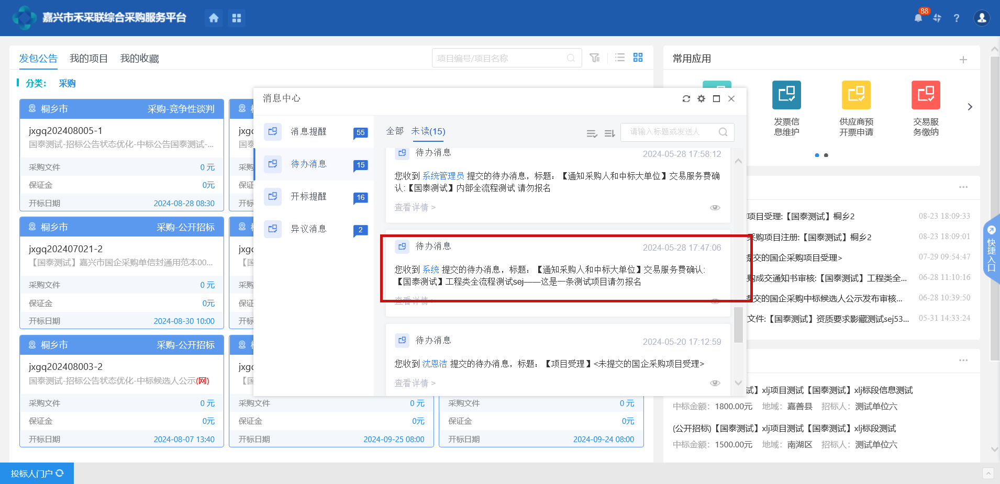 嘉兴市禾采联综合采购服务平台
88
?
发包公告 我的项目 我的收藏
项目编号/项目名称
分类： 采购
桐乡市 采购-竞争性谈判
jxgq202408005-1
国泰测试-招标公告状态优化-中标公告国泰测试-...
采购文件 0 元
保证金 0元
开标日期 2024-08-28 08:30
桐乡市 采购-公开招标
jxgq202407021-2
【国泰测试】嘉兴市国企采购单信封通用范本00...
采购文件 0 元
保证金 0元
开标日期 2024-08-30 10:00
桐乡市 采购-公开招标
jxgq202408003-2
国泰测试-招标公告状态优化-中标候选人公示(网)
采购文件 0 元
保证金 0元
开标日期 2024-08-07 13:40
jxgq
国泰
采购
保证
开标
jxgq
【国
采购
保证
开标
jxgq
【国
采购文件 0 元
保证金 0元
开标日期 2024-09-25 08:00
采购文件 0 元
保证金 0元
开标日期 2024-09-24 08:00
消息中心
消息提醒 55
待办消息 15
开标提醒 16
异议消息 2
全部 未读(15)
请输入标题或发送人
待办消息 2024-05-28 17:58:12
您收到 系统管理员 提交的待办消息，标题：【通知采购人和中标大单位】交易服务费确
认:【国泰测试】内部全流程测试 请勿报名
查看详情 >
待办消息 2024-05-28 17:47:06
您收到 系统 提交的待办消息，标题：【通知采购人和中标大单位】交易服务费确认:
【国泰测试】工程类全流程测试sej——这是一条测试项目请勿报名
查看详情 >
待办消息 2024-05-20 17:12:59
您收到 沈恩洁 提交的待办消息，标题：【项目受理】<未提交的国企采购项目受理>
查看详情 >
常用应用
发票信
息维护
供应商预
开票申请
交易服
务缴纳
项目受理:【国泰测试】桐乡2 08-23 18:09:33
采购项目注册:【国泰测试】桐乡2 08-23 18:09:01
提交的国企采购项目受理> 07-29 09:54:47
购成交通知书审核:【国泰测试】工程类全... 06-28 11:10:16
提交的国企采购中标候选人公示发布审核... 06-28 10:39:50
文件:【国泰测试】资质要求影藏测试sej53... 05-31 14:33:24
试】xlj项目测试【国泰测试】xlj标段信息测试
中标金额： 1800.00元 地域： 嘉善县 招标人： 测试单位六
(公开招标)【国泰测试】xlj项目测试【国泰测试】xlj标段测试
中标金额： 1500.00元 地域： 南湖区 招标人： 测试单位六
快捷入口
投标人门户